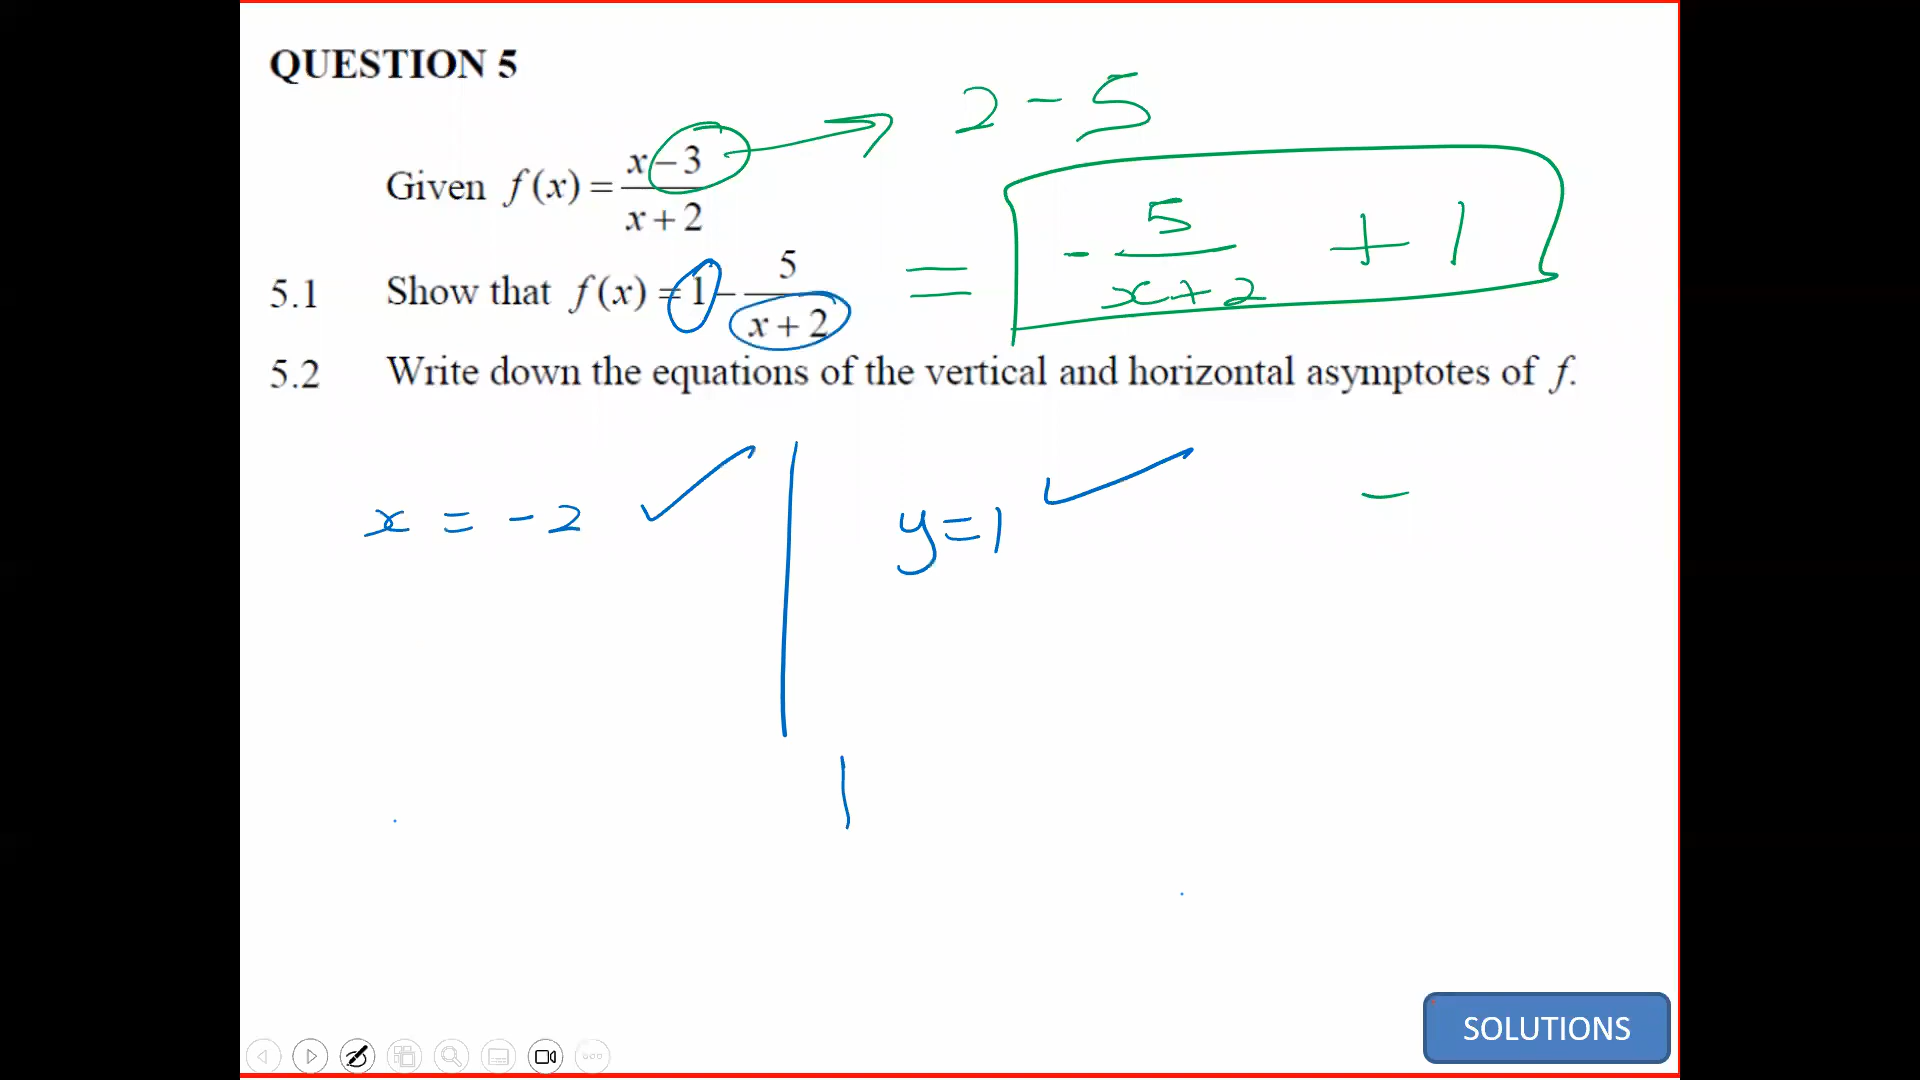 QUESTION 5
2 - 5
Given f(x) = (x - 3)/(x + 2)
5.1 Show that f(x) = 1 - 5/(x + 2)
= - 5/(x + 2) + 1
5.2 Write down the equations of the vertical and horizontal asymptotes of f.
x = -2
y = 1
SOLUTIONS